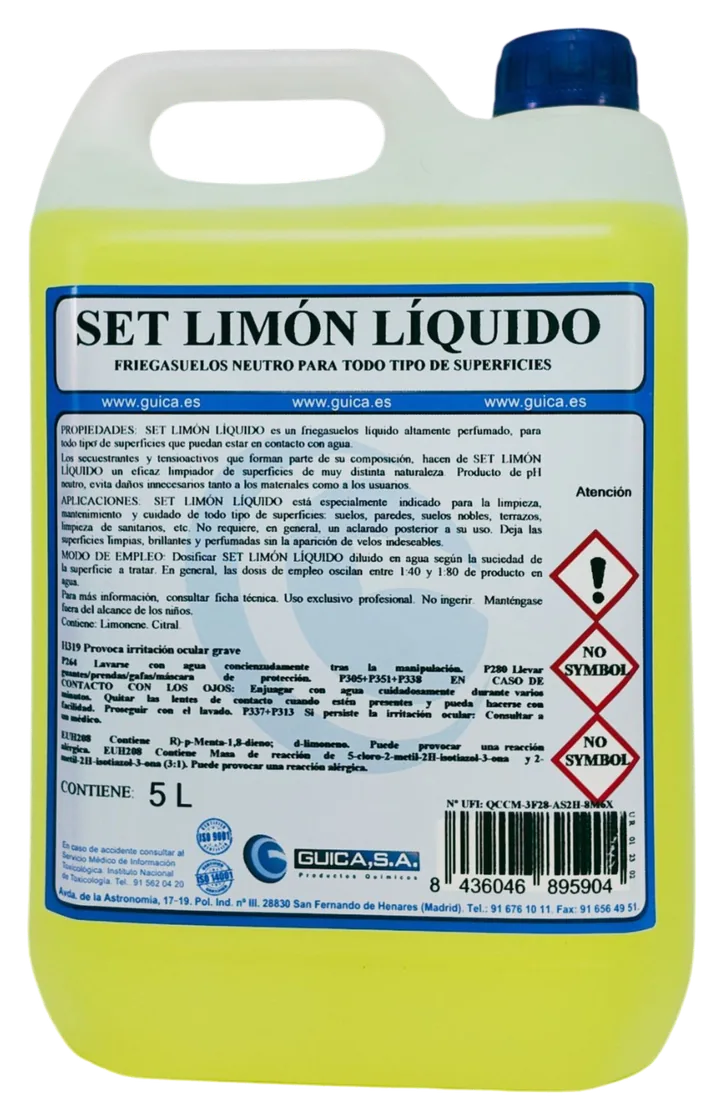 SET LIMÓN LÍQUIDO
FRIEGASUELOS NEUTRO PARA TODO TIPO DE SUPERFICIES
www.guica.es www.guica.es www.guica.es
PROPIEDADES: SET LIMÓN LÍQUIDO es un friegasuelos líquido altamente perfumado, para
todo tipo de superficies que puedan estar en contacto con agua.
Los secuestrantes y tensioactivos que forman parte de su composición, hacen de SET LIMÓN
LÍQUIDO un eficaz limpiador de superficies de muy distinta naturaleza. Producto de pH
neutro, evita daños innecesarios tanto a los materiales como a los usuarios.
APLICACIONES. SET LIMÓN LÍQUIDO está especialmente indicado para la limpieza,
mantenimiento y cuidado de todo tipo de superficies: suelos, paredes, suelos nobles, terrazos,
limpieza de sanitarios, etc. No requiere, en general, un aclarado posterior a su uso. Deja las
superficies limpias, brillantes y perfumadas sin la aparición de velos indeseables.
MODO DE EMPLEO: Dosificar SET LIMÓN LÍQUIDO diluido en agua según la suciedad de
la superficie a tratar. En general, las dosis de empleo oscilan entre 1:40 y 1:80 de producto en
agua.
Para más información, consultar ficha técnica. Uso exclusivo profesional. No ingerir. Manténgase
fuera del alcance de los niños.
Contiene: Limonene. Citral.
Atención
NO
SYMBOL
NO
SYMBOL
H319 Provoca irritación ocular grave
P264 Lavarse con agua concienzudamente tras la manipulación. P280 Llevar
guantes/prendas/gafas/máscara de protección. P305+P351+P338 EN CASO DE
CONTACTO CON LOS OJOS: Enjuagar con agua cuidadosamente durante varios
minutos. Quitar las lentes de contacto cuando estén presentes y pueda hacerse con
facilidad. Proseguir con el lavado. P337+P313 Si persiste la irritación ocular: Consultar a
un médico.
EUH208 Contiene R)-p-Menta-1,8-dieno; d-limoneno. Puede provocar una reacción
alérgica. EUH208 Contiene Masa de reacción de 5-cloro-2-metil-2H-isotiazol-3-ona y 2-
metil-2H-isotiazol-3-ona (3:1). Puede provocar una reacción alérgica.
CONTIENE: 5 L
Nº UFI: QCCM-3F28-AS2H-8M6X
En caso de accidente consultar al
Servicio Médico de Información
Toxicológica. Instituto Nacional
de Toxicología. Tel. 91 562 04 20
ISO 9001
ISO 14001
GUICA, S.A.
Productos Químicos
8 436046 895904
Avda. de la Astronomía, 17-19. Pol. Ind. nº III. 28830 San Fernando de Henares (Madrid). Tel.: 91 676 10 11. Fax: 91 656 49 51.